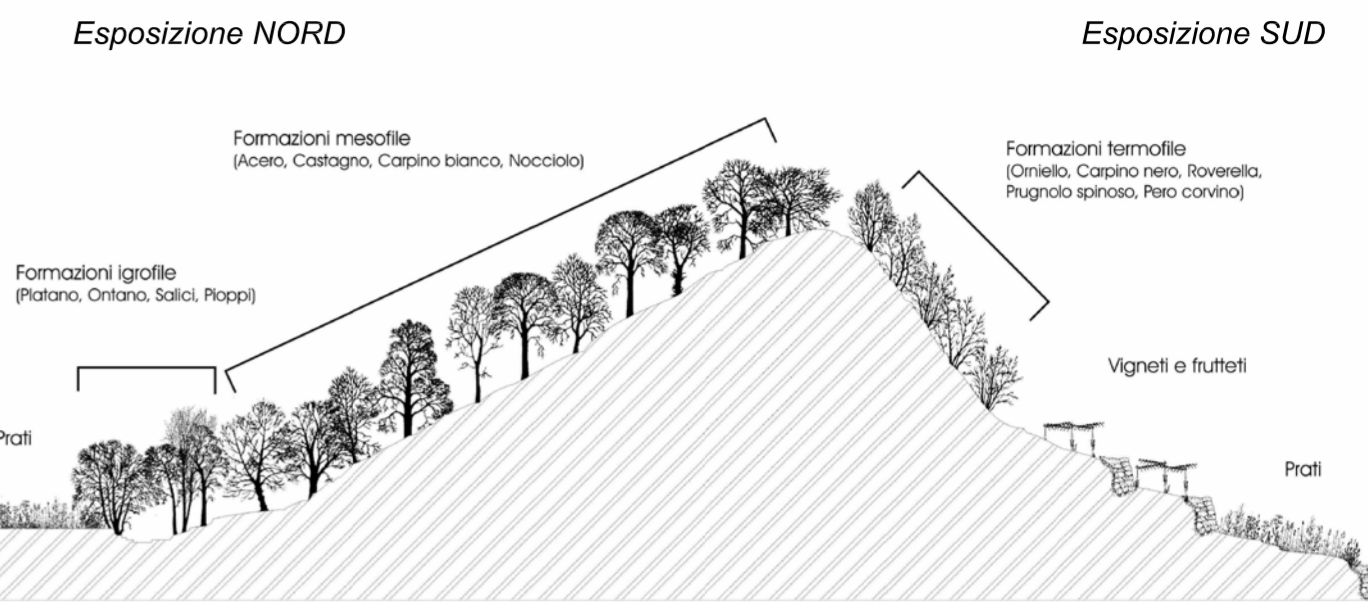 Esposizione NORD
Esposizione SUD
Formazioni mesofile
(Acero, Castagno, Carpino bianco, Nocciolo)
Formazioni termofile
(Orniello, Carpino nero, Roverella,
Prugnolo spinoso, Pero corvino)
Formazioni igrofile
(Platano, Ontano, Salici, Pioppi)
Vigneti e frutteti
Prati
Prati